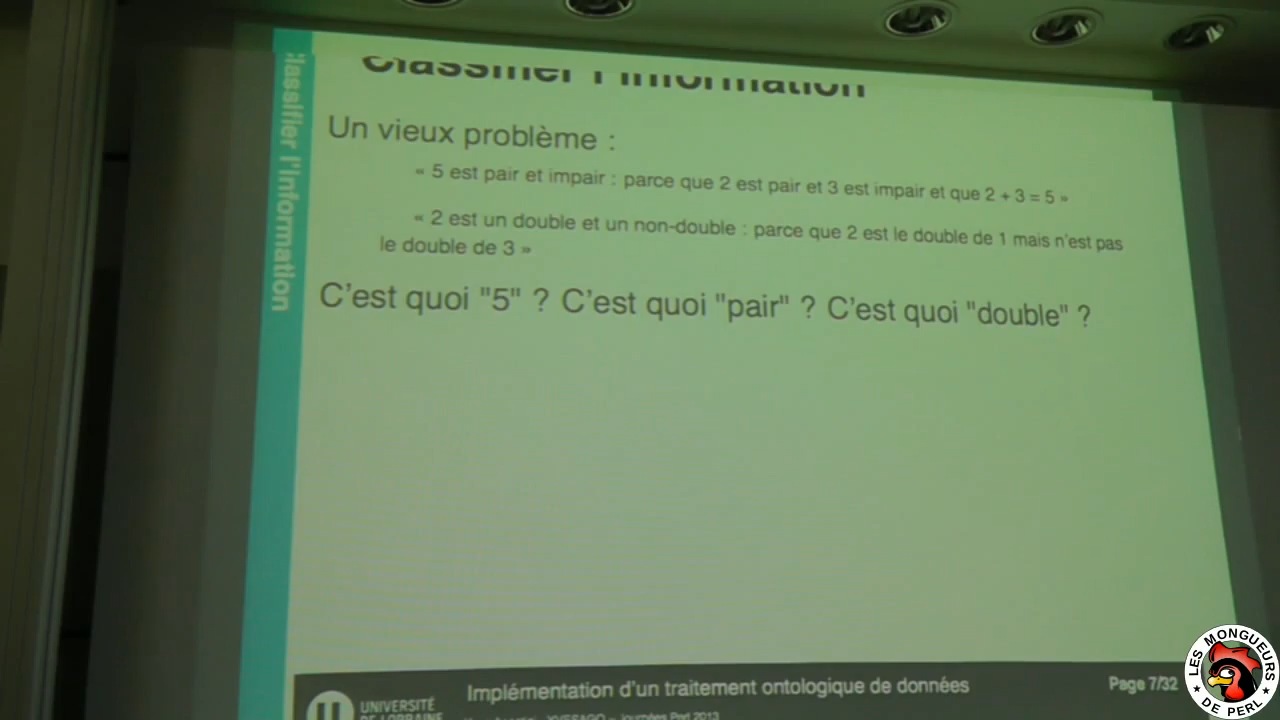 Classifier l'information
Classifier l'Information
Un vieux problème :
« 5 est pair et impair : parce que 2 est pair et 3 est impair et que 2 + 3 = 5 »
« 2 est un double et un non-double : parce que 2 est le double de 1 mais n'est pas
le double de 3 »
C'est quoi "5" ? C'est quoi "pair" ? C'est quoi "double" ?
UNIVERSITÉ
DE LORRAINE
Implémentation d'un traitement ontologique de données
Journées Perl 2013
Page 7/32
LES MONGUEURS
DE PERL